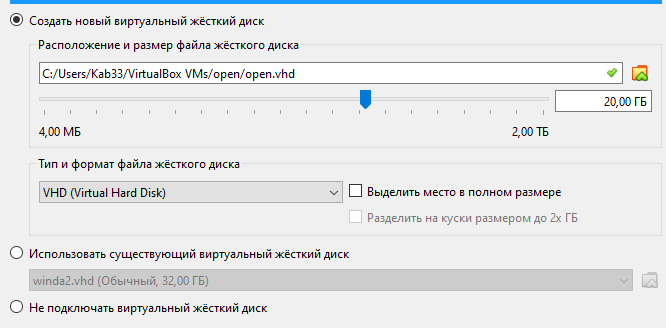 Создать новый виртуальный жёсткий диск
Расположение и размер файла жёсткого диска
C:/Users/Kab33/VirtualBox VMs/open/open.vhd
20,00 ГБ
4,00 МБ 2,00 ТБ
Тип и формат файла жёсткого диска
VHD (Virtual Hard Disk) Выделить место в полном размере
Разделить на куски размером до 2х ГБ
Использовать существующий виртуальный жёсткий диск
winda2.vhd (Обычный, 32,00 ГБ)
Не подключать виртуальный жёсткий диск